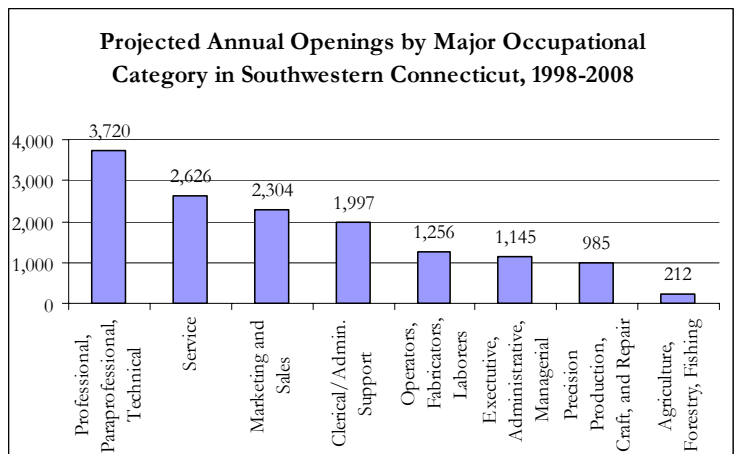 Projected Annual Openings by Major Occupational
Category in Southwestern Connecticut, 1998-2008
4,000
3,000
2,000
1,000
0
3,720
2,626
2,304
1,997
1,256
1,145
985
212
Professional,
Paraprofessional,
Technical
Service
Marketing and
Sales
Clerical/Admin.
Support
Operators,
Fabricators,
Laborers
Exectutive,
Administrative,
Managerial
Precision
Production,
Craft, and Repair
Agriculture,
Forestry, Fishing